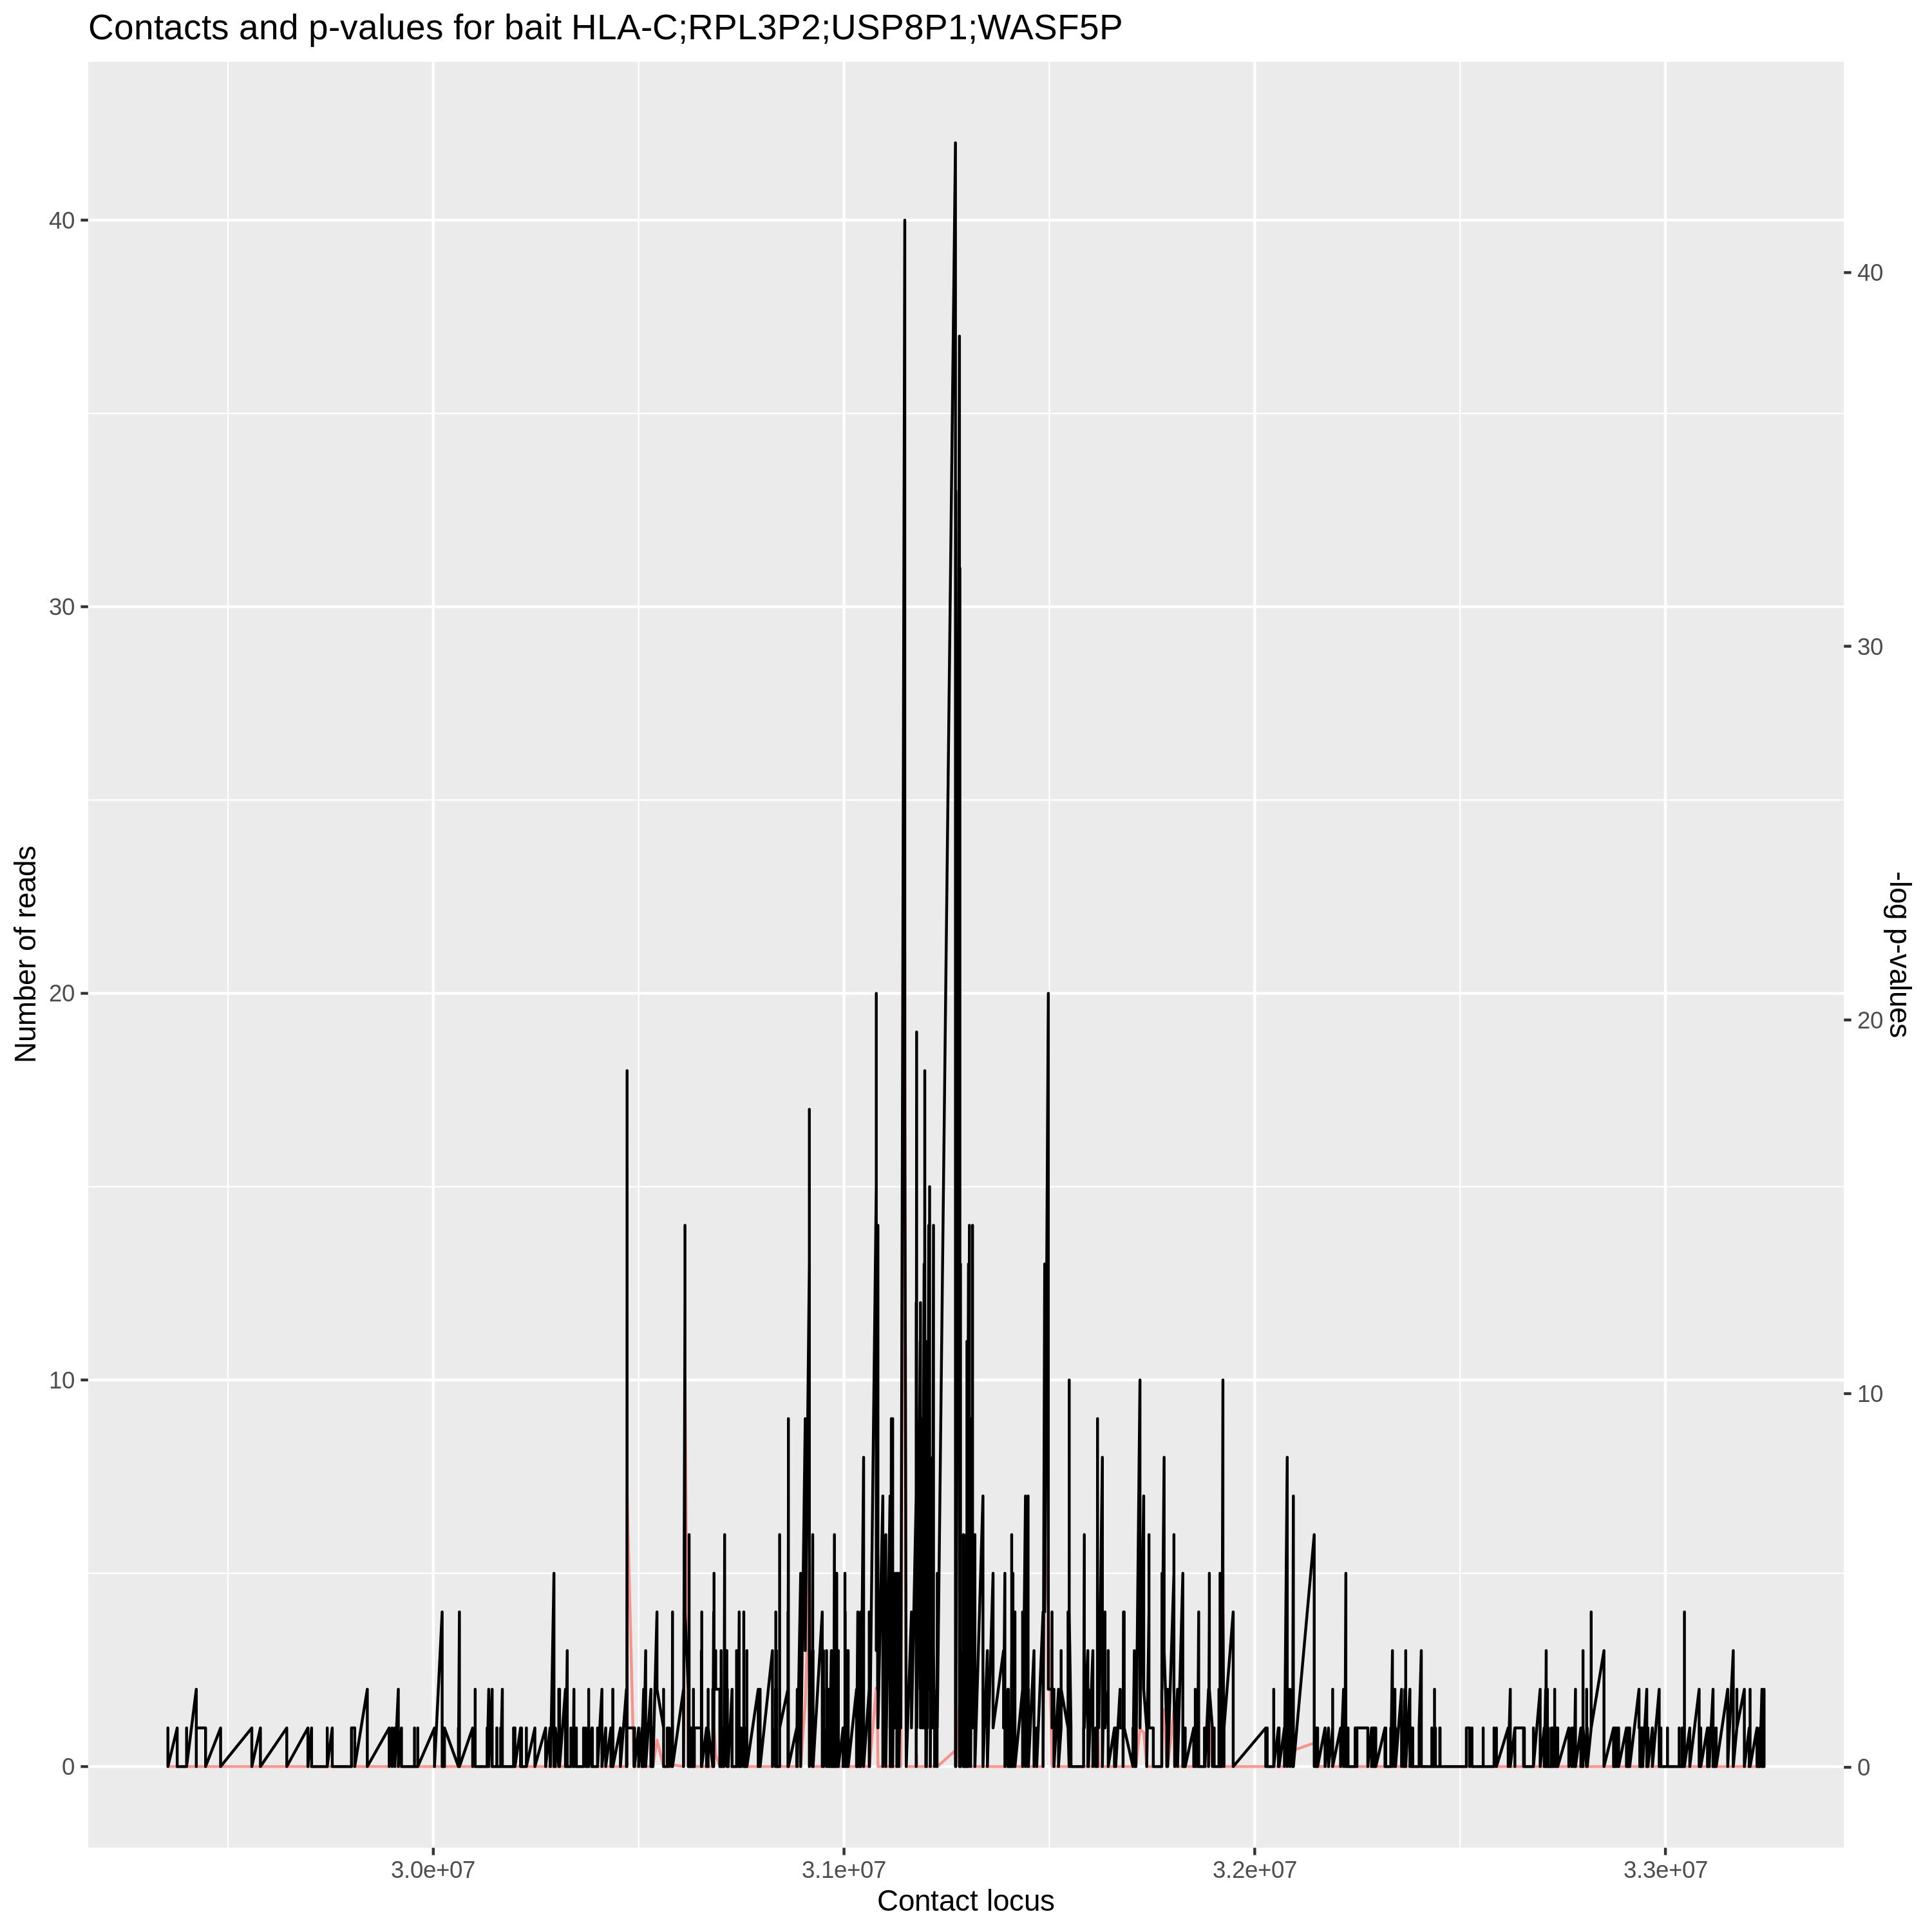 Contacts and p-values for bait HLA-C;RPL3P2;USP8P1;WASF5P
40
30
20
10
0
Number of reads
40
30
20
10
0
-log p-values
3.0e+07
3.1e+07
3.2e+07
3.3e+07
Contact locus